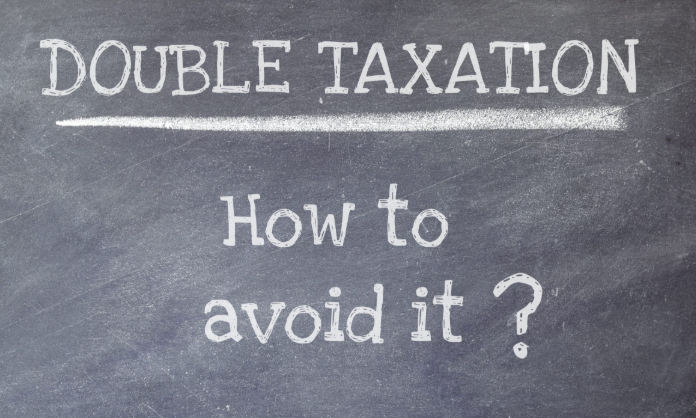 DOUBLE TAXATION
How to
avoid it ?